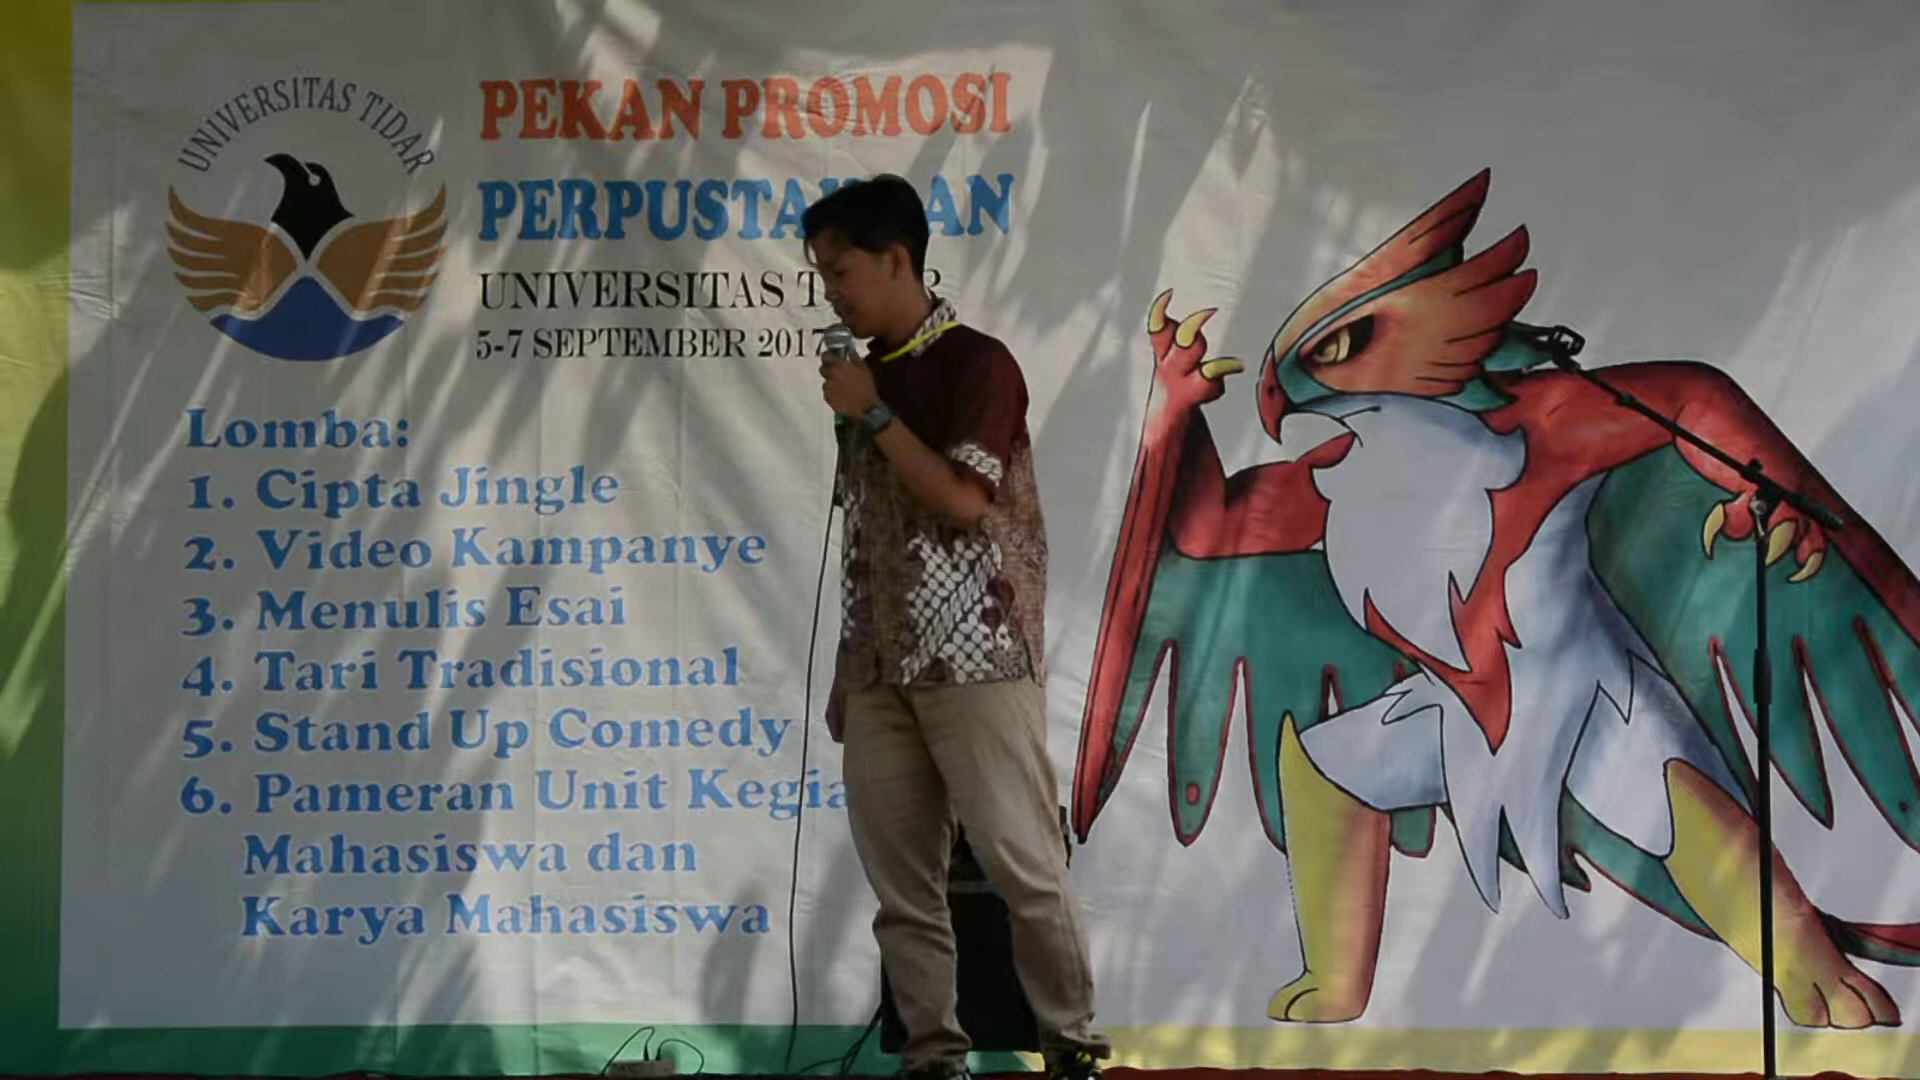 UNIVERSITAS TIDAR
PEKAN PROMOSI
UNIVERSITAS
5-7 SEPTEMBER 2017
Lomba:
1. Cipta Jingle
2. Video Kampanye
3. Menulis Esai
4. Tari Tradisional
5. Stand Up Comedy
6. Pameran Unit
Mahasiswa dan
Karya Mahasiswa